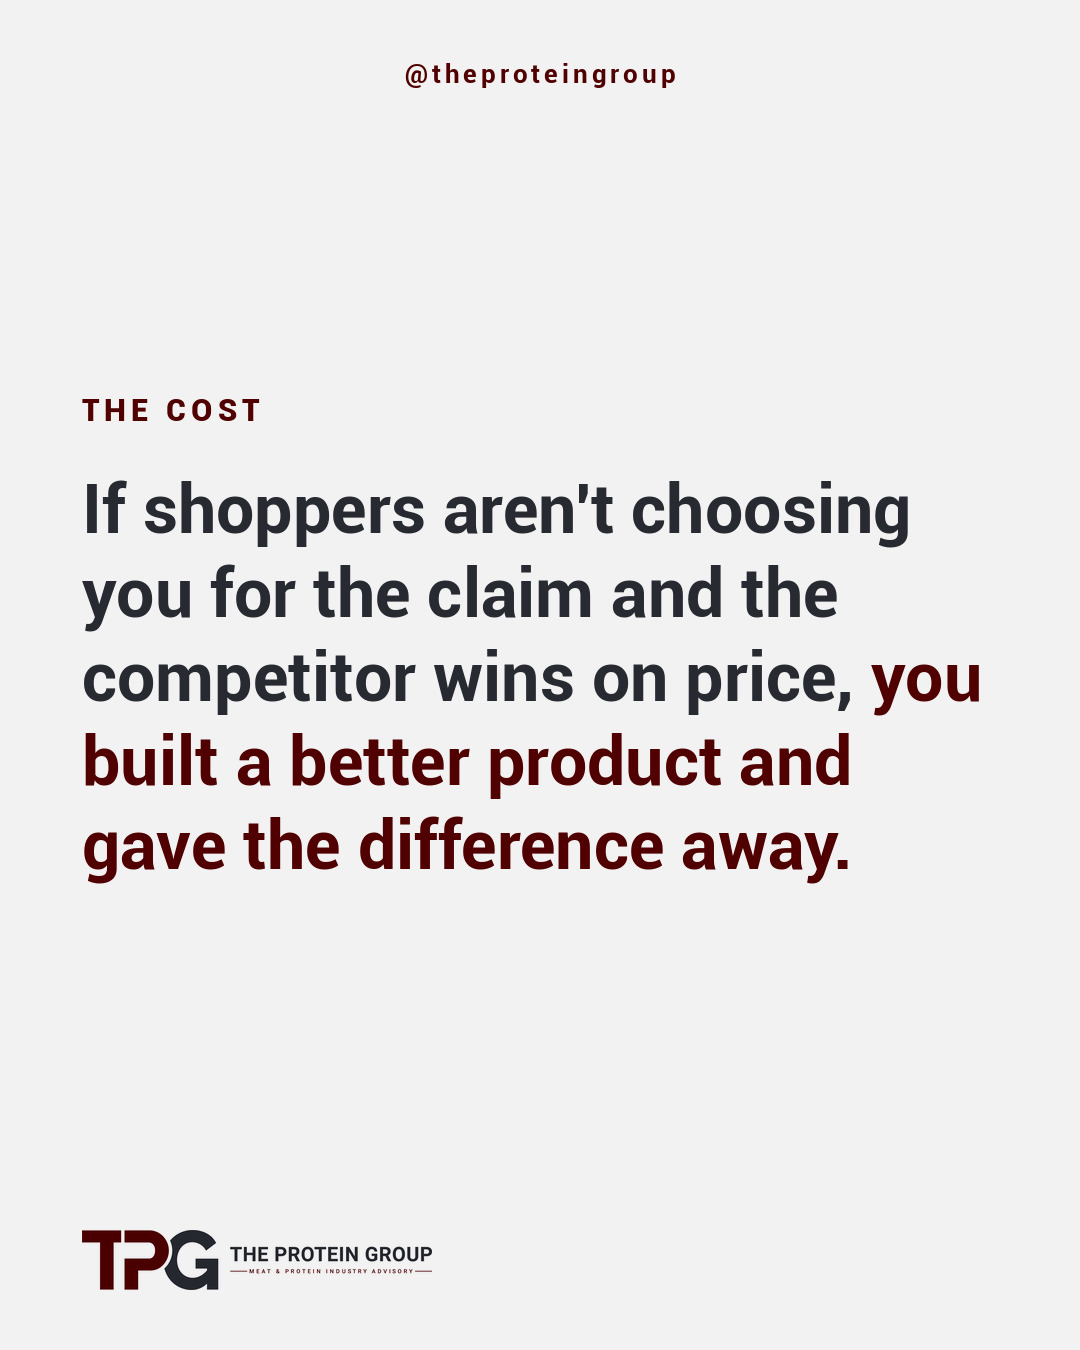 @theproteingroup
THE COST
If shoppers aren't choosing
you for the claim and the
competitor wins on price, you
built a better product and
gave the difference away.
TPG
THE PROTEIN GROUP
MEAT & PROTEIN INDUSTRY ADVISORY